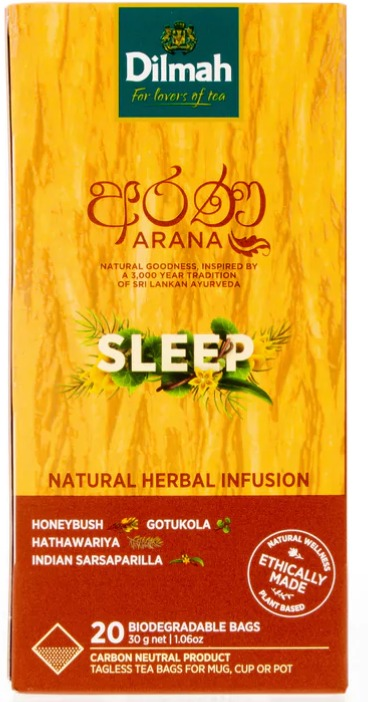 Dilmah
For lovers of tea
අරණ
ARANA
NATURAL GOODNESS, INSPIRED BY
A 3,000 YEAR TRADITION
OF SRI LANKAN AYURVEDA
SLEEP
NATURAL HERBAL INFUSION
HONEYBUSH GOTUKOLA
HATHAWARIYA
INDIAN SARSAPARILLA
NATURAL WELLNESS
ETHICALLY
MADE
PLANT BASED
20 BIODEGRADABLE BAGS
30 g net | 1.06oz
CARBON NEUTRAL PRODUCT
TAGLESS TEA BAGS FOR MUG, CUP OR POT